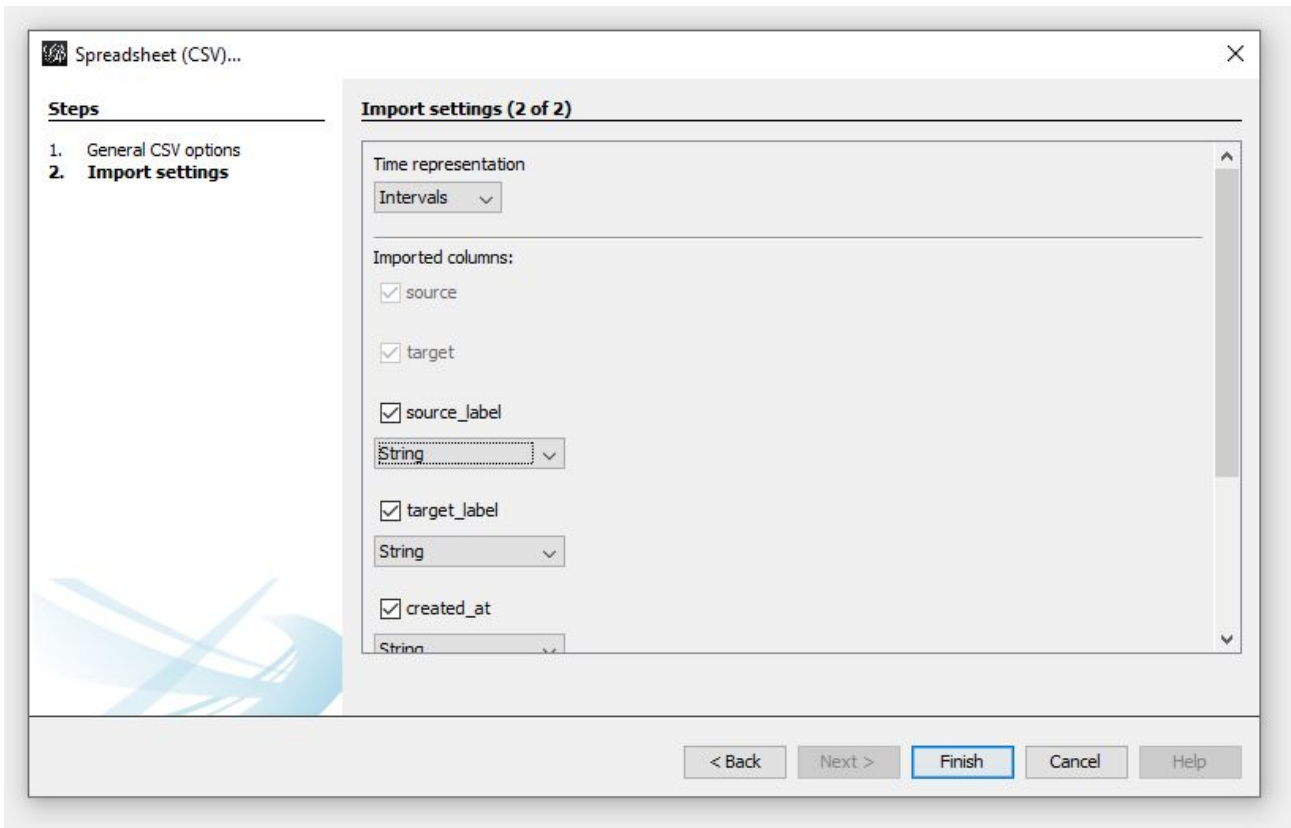 Spreadsheet (CSV)...
Steps
1. General CSV options
2. Import settings
Import settings (2 of 2)
Time representation
Intervals
Imported columns:
source
target
source_label
String
target_label
String
created_at
String
< Back
Next >
Finish
Cancel
Help